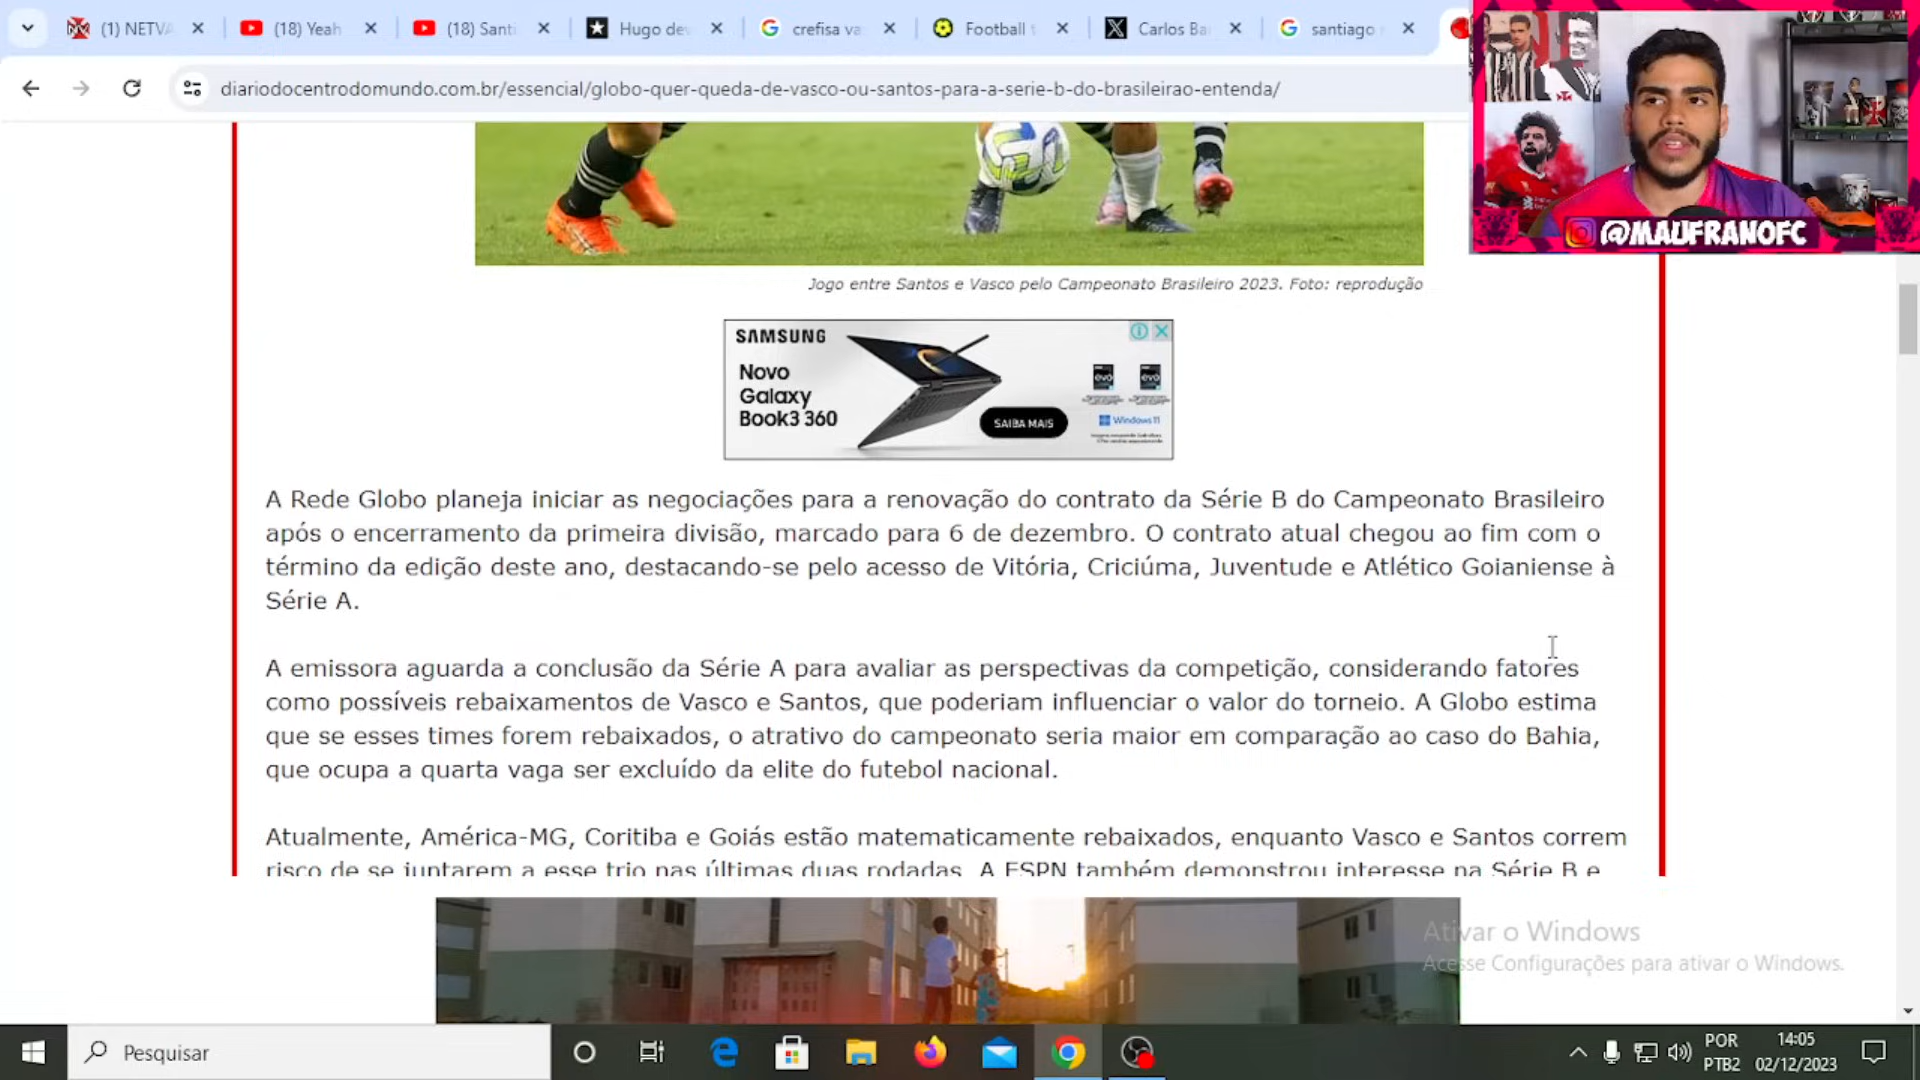 (1) NETVA
(18) Yeah
(18) Santi
Hugo dev
crefisa va
Football t
Carlos Bar
santiago
diariodocentrodomundo.com.br/essencial/globo-quer-queda-de-vasco-ou-santos-para-a-serie-b-do-brasileirao-entenda/
@MAUFRANOFC
Jogo entre Santos e Vasco pelo Campeonato Brasileiro 2023. Foto: reprodução
SAMSUNG
Novo
Galaxy
Book3 360
SAIBA MAIS
evo
evo
Windows 11
A Rede Globo planeja iniciar as negociações para a renovação do contrato da Série B do Campeonato Brasileiro
após o encerramento da primeira divisão, marcado para 6 de dezembro. O contrato atual chegou ao fim com o
término da edição deste ano, destacando-se pelo acesso de Vitória, Criciúma, Juventude e Atlético Goianiense à
Série A.
A emissora aguarda a conclusão da Série A para avaliar as perspectivas da competição, considerando fatores
como possíveis rebaixamentos de Vasco e Santos, que poderiam influenciar o valor do torneio. A Globo estima
que se esses times forem rebaixados, o atrativo do campeonato seria maior em comparação ao caso do Bahia,
que ocupa a quarta vaga ser excluído da elite do futebol nacional.
Atualmente, América-MG, Coritiba e Goiás estão matematicamente rebaixados, enquanto Vasco e Santos correm
risco de se juntarem a esse trio nas últimas duas rodadas. A ESPN também demonstrou interesse na Série B e
Ativar o Windows
Acesse Configurações para ativar o Windows.
Pesquisar
POR
PTB2
14:05
02/12/2023